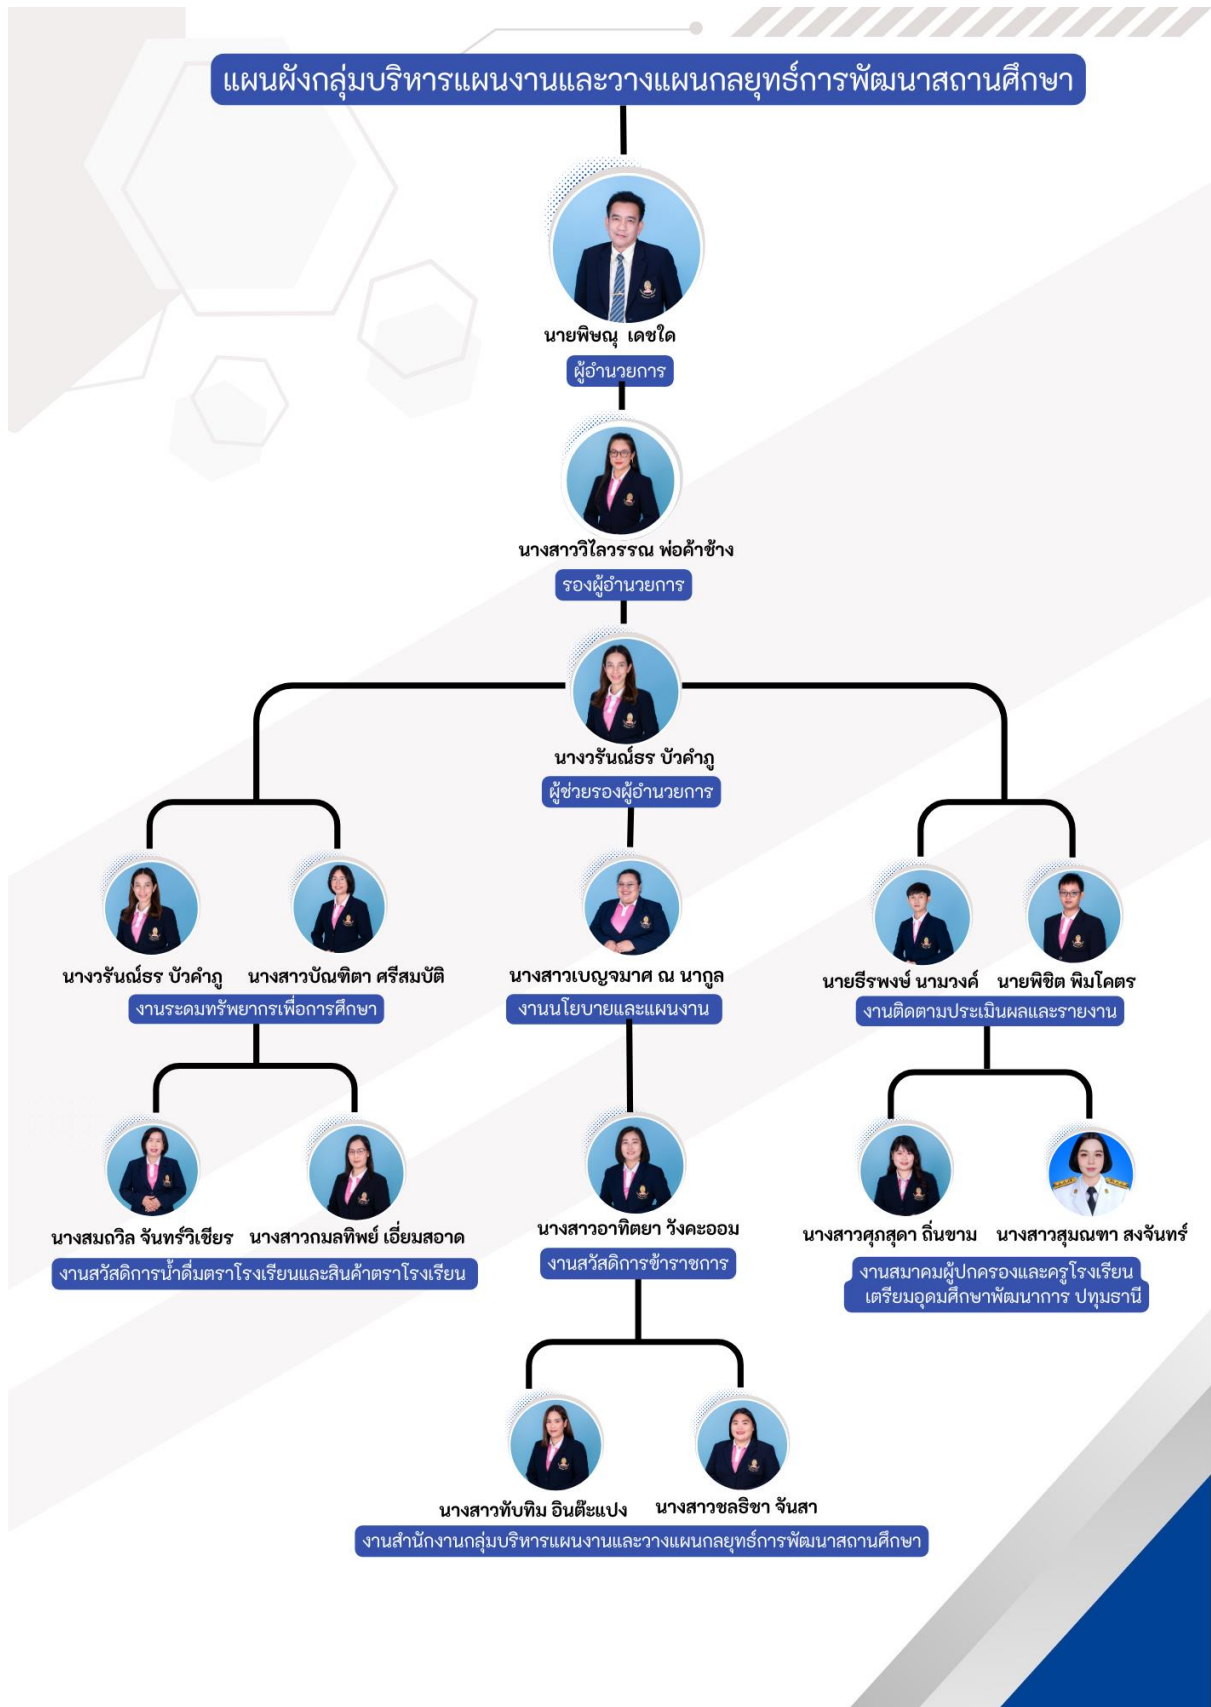 แผนผังกลุ่มบริหารแผนงานและวางแผนกลยุทธ์การพัฒนาสถานศึกษา
นายพิษณุ เดชใด
ผู้อำนวยการ
นางสาววิไลวรรณ พ่อค้าช้าง
รองผู้อำนวยการ
นางวรันณ์ธร บัวคำภู
ผู้ช่วยรองผู้อำนวยการ
นางวรันณ์ธร บัวคำภู นางสาวบัณฑิตา ศรีสมบัติ
งานระดมทรัพยากรเพื่อการศึกษา
นางสาวเบญจมาศ ณ นากูล
งานนโยบายและแผนงาน
นายธีรพงษ์ นามวงค์ นายพิชิต พิมโคตร
งานติดตามประเมินผลและรายงาน
นางสมถวิล จันทร์วิเชียร นางสาวกมลทิพย์ เอี่ยมสอาด
งานสวัสดิการน้ำดื่มตราโรงเรียนและสินค้าตราโรงเรียน
นางสาวอาทิตยา วังคะออม
งานสวัสดิการข้าราชการ
นางสาวศุภสุดา ถิ่นขาม นางสาวสุมณฑา สงจันทร์
งานสมาคมผู้ปกครองและครูโรงเรียน
เตรียมอุดมศึกษาพัฒนาการ ปทุมธานี
นางสาวทับทิม อินต๊ะแปง นางสาวชลธิชา จันสา
งานสำนักงานกลุ่มบริหารแผนงานและวางแผนกลยุทธ์การพัฒนาสถานศึกษา